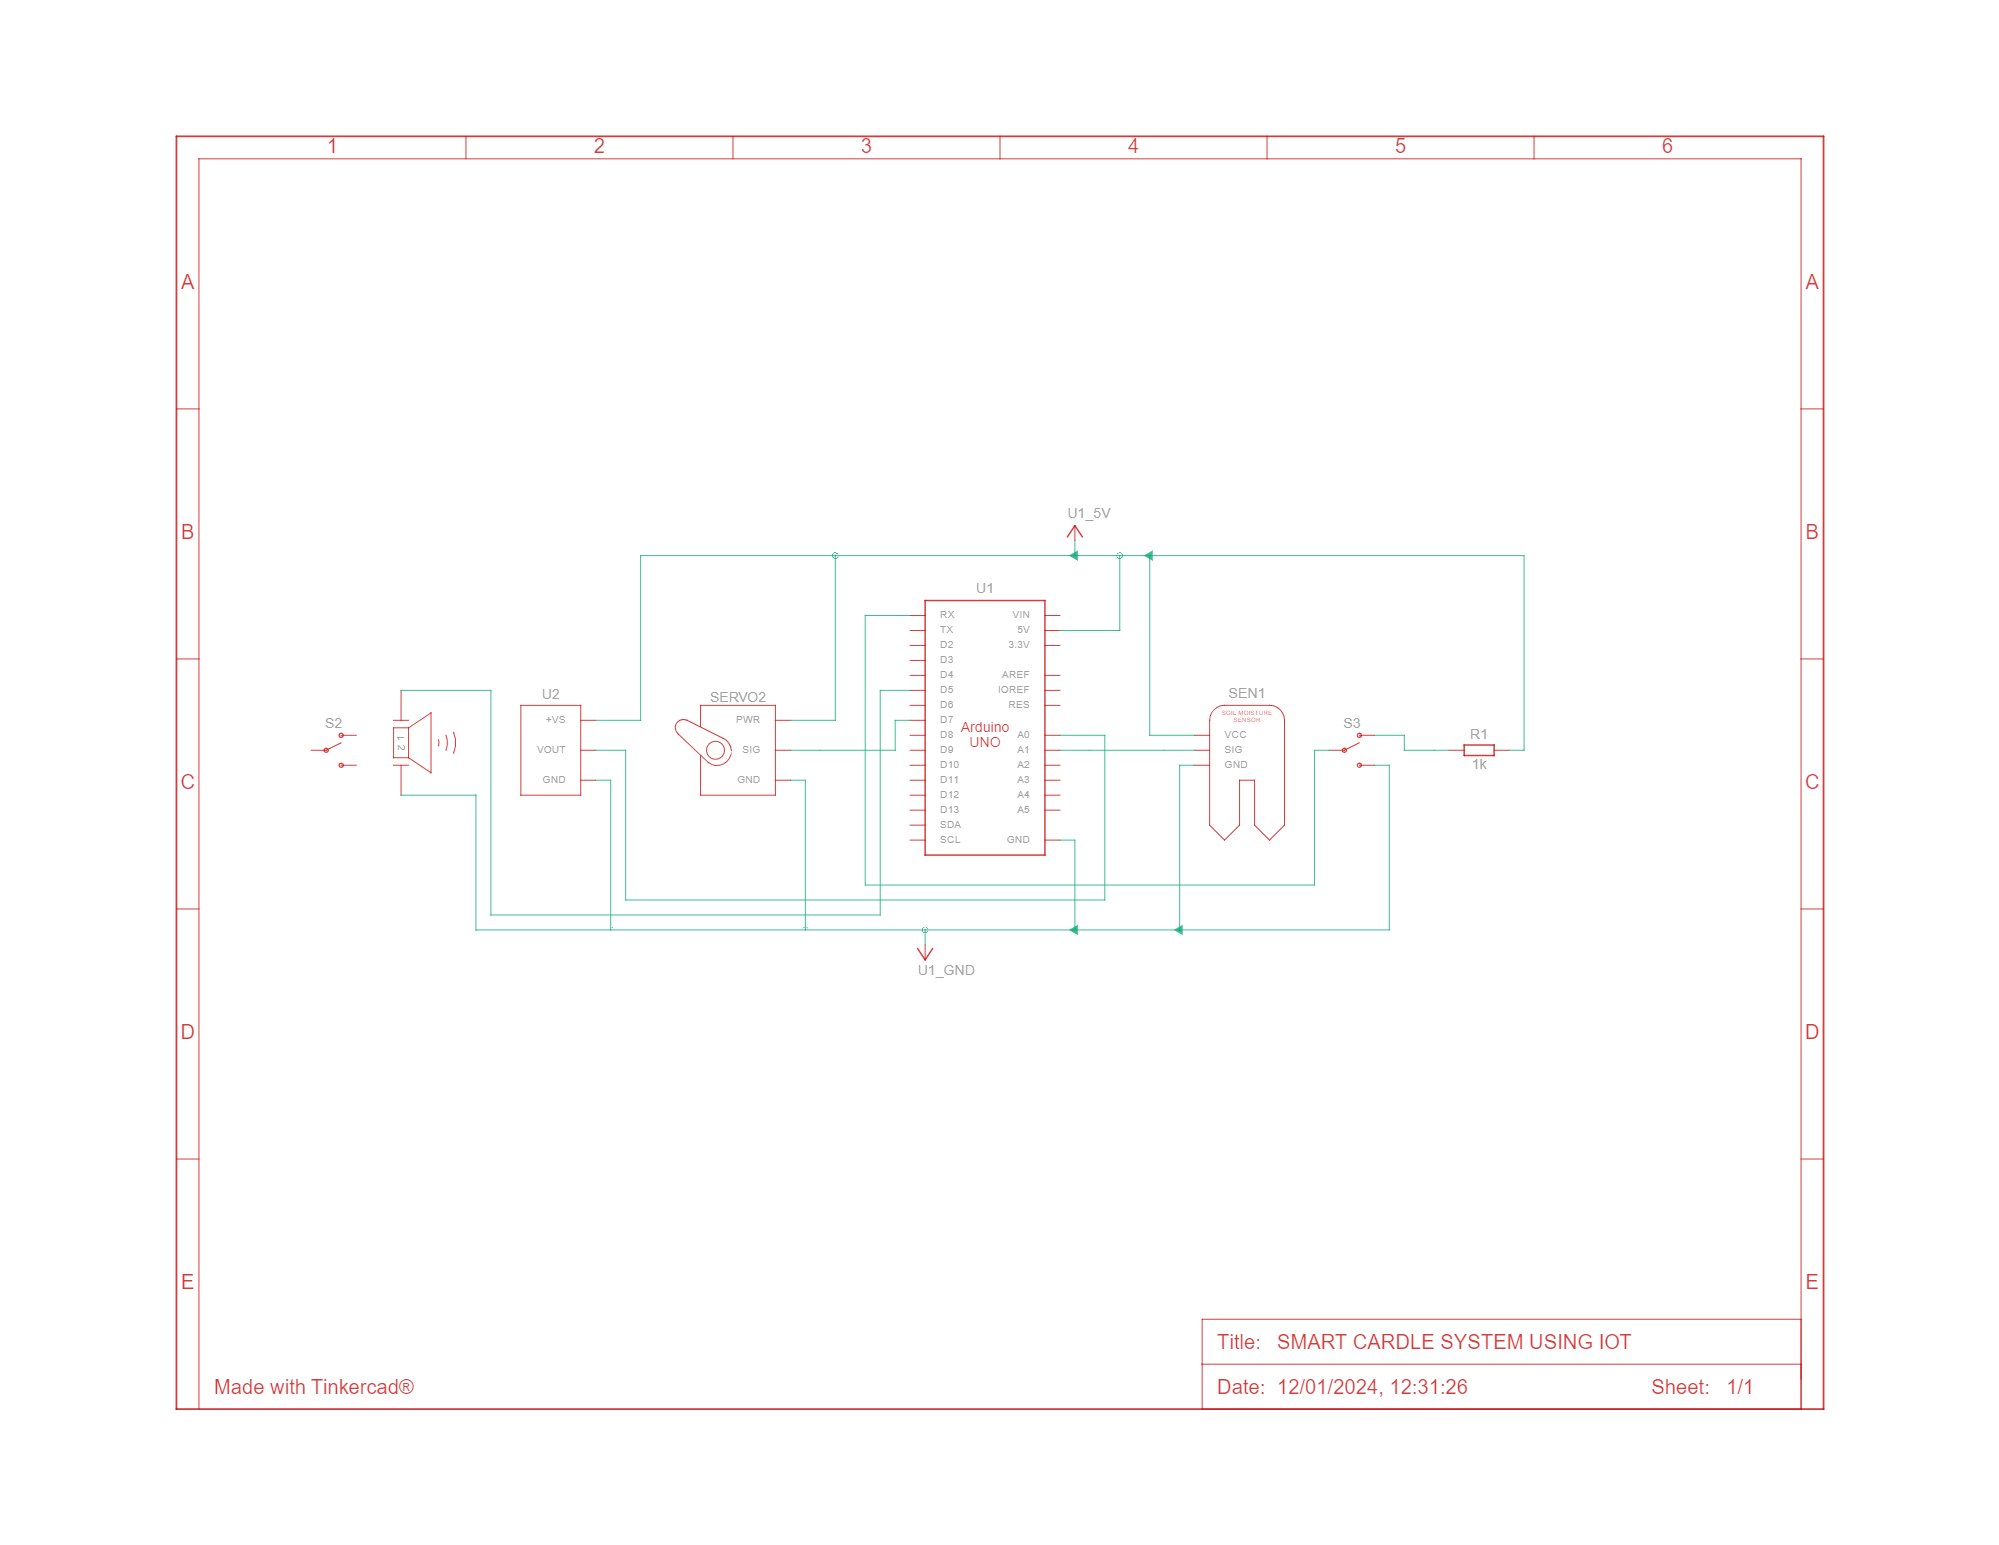 1 2 3 4 5 6
A A
B B
C C
D D
E E
U1_5V
U1
RX VIN
TX 5V
D2 3.3V
D3
D4 AREF
D5 IOREF
D6 RES
D7
D8 A0
D9 A1
D10 A2
D11 A3
D12 A4
D13 A5
SDA
SCL GND
Arduino
UNO
S2
1 2
U2
+VS
VOUT
GND
SERVO2
PWR
SIG
GND
SEN1
SOIL MOISTURE
SENSOR
VCC
SIG
GND
S3
R1
1k
U1_GND
Title: SMART CARDLE SYSTEM USING IOT
Made with Tinkercad®
Date: 12/01/2024, 12:31:26 Sheet: 1/1